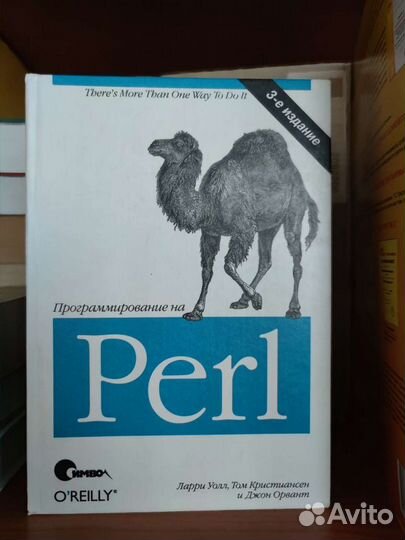 There's More Than One Way To Do It
3-е издание
Программирование на
Perl
Символ
O'REILLY®
Ларри Уолл, Том Кристиансен
и Джон Орвант
Avito